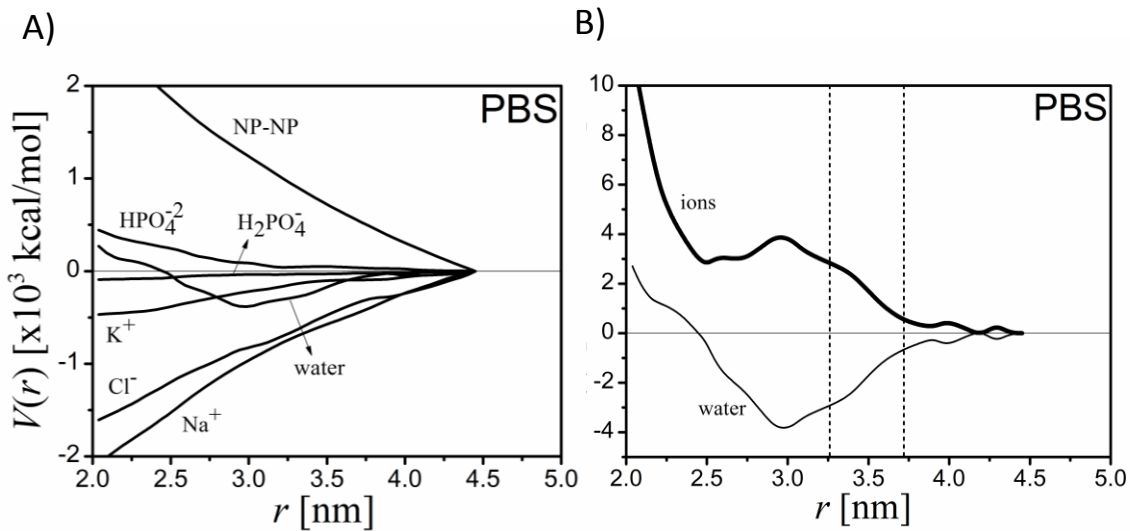 A)
B)
PBS
NP-NP
HPO₄⁻²
H₂PO₄⁻
K⁺
water
Cl⁻
Na⁺
V(r) [x10³ kcal/mol]
2
1
0
-1
-2
2.0 2.5 3.0 3.5 4.0 4.5 5.0
r [nm]
PBS
ions
water
10
8
6
4
2
0
-2
-4
2.0 2.5 3.0 3.5 4.0 4.5 5.0
r [nm]